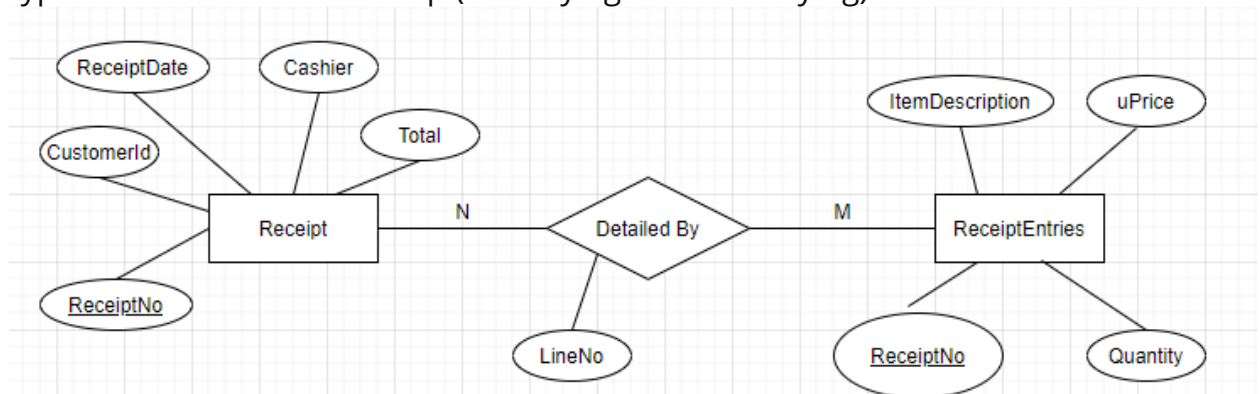 ReceiptDate
Cashier
ItemDescription
uPrice
Total
CustomerId
N
M
Receipt
Detailed By
ReceiptEntries
ReceiptNo
LineNo
ReceiptNo
Quantity